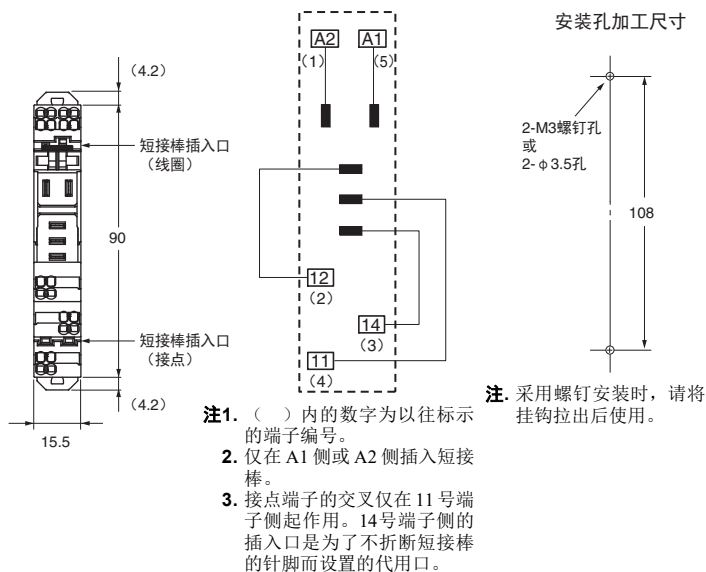 (4.2)
短接棒插入口
(线圈)
90
短接棒插入口
(接点)
(4.2)
15.5
A2
A1
(1)
(5)
12
(2)
14
(3)
11
(4)
注1. （　）内的数字为以往标示
的端子编号。
2. 仅在 A1 侧或 A2 侧插入短接
棒。
3. 接点端子的交叉仅在 11 号端
子侧起作用。14号端子侧的
插入口是为了不折断短接棒
的针脚而设置的代用口。
安装孔加工尺寸
2-M3螺钉孔
或
2-φ3.5孔
108
注. 采用螺钉安装时，请将
挂钩拉出后使用。